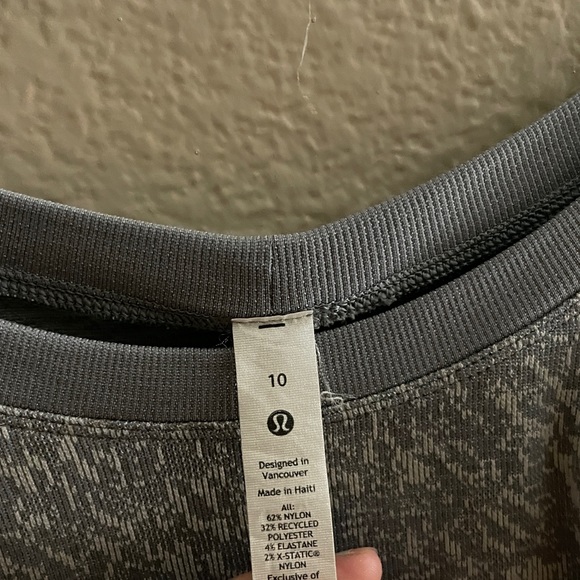 10
Designed in
Vancouver
Made in Haiti
All:
62% NYLON
32% RECYCLED
POLYESTER
4% ELASTANE
2% X-STATIC®
NYLON
Exclusive of